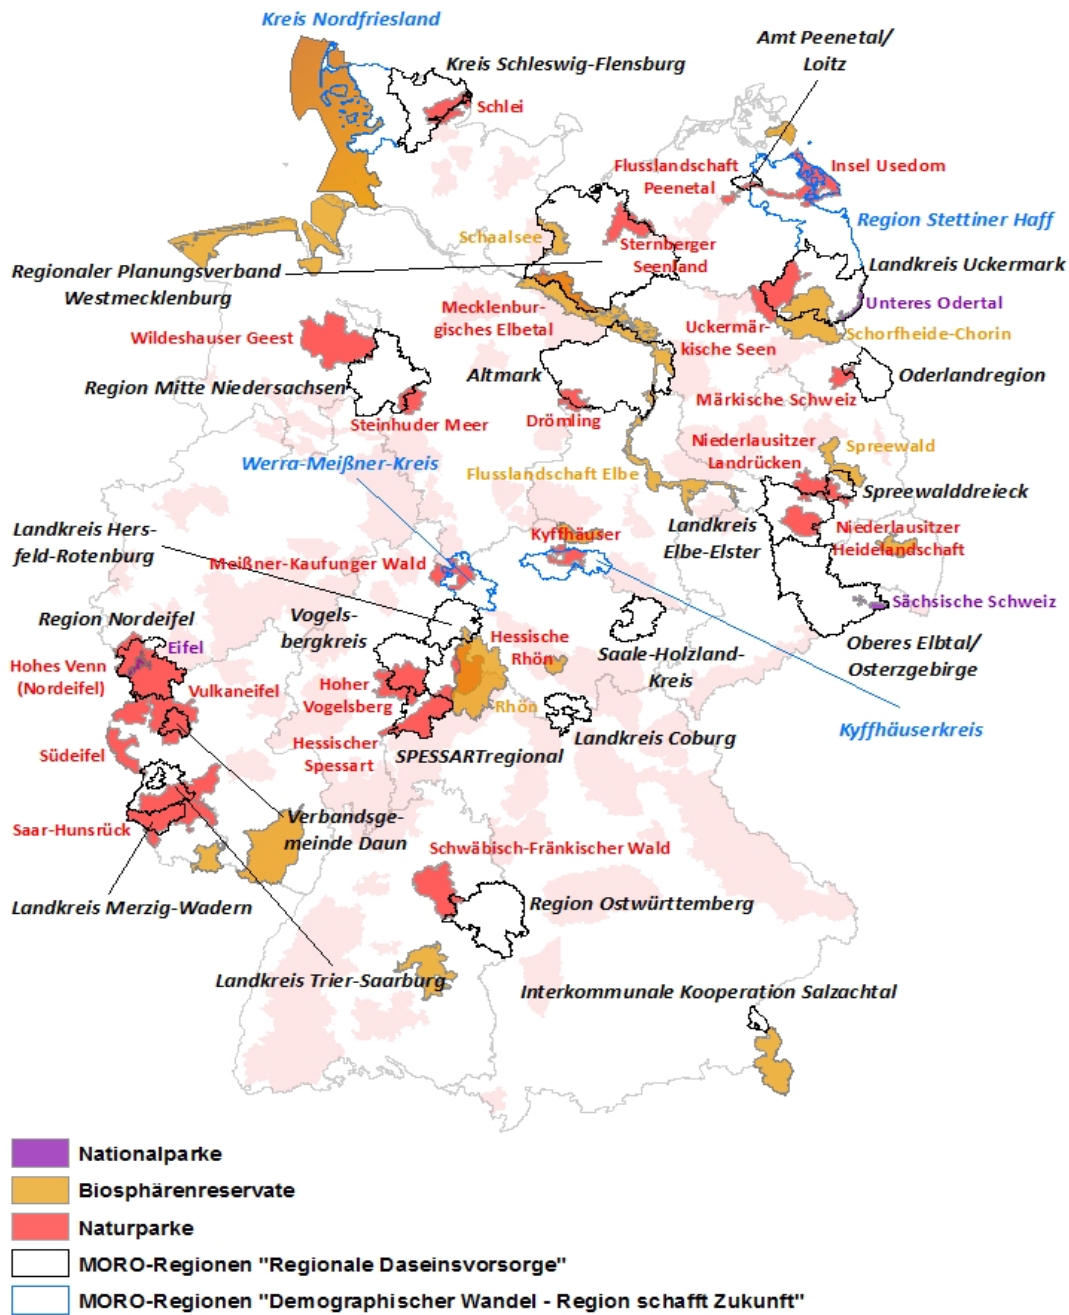 Kreis Nordfriesland
Amt Peenetal/
Loitz
Kreis Schleswig-Flensburg
Schlei
Flusslandschaft
Peenetal
Insel Usedom
Region Stettiner Haff
Schaalsee
Sternberger
Seenland
Regionaler Planungsverband
Westmecklenburg
Landkreis Uckermark
Mecklenbur-
gisches Elbetal
Unteres Odertal
Uckermär-
kische Seen
Schorfheide-Chorin
Wildeshauser Geest
Region Mitte Niedersachsen
Altmark
Oderlandregion
Märkische Schweiz
Steinhuder Meer
Drömling
Niederlausitzer
Landrücken
Spreewald
Werra-Meißner-Kreis
Flusslandschaft Elbe
Spreewalddreieck
Landkreis Hers-
feld-Rotenburg
Landkreis
Elbe-Elster
Kyffhäuser
Niederlausitzer
Heidelandschaft
Meißner-Kaufunger Wald
Sächsische Schweiz
Region Nordeifel
Vogels-
bergkreis
Eifel
Hessische
Rhön
Saale-Holzland-
Kreis
Oberes Elbtal/
Osterzgebirge
Hohes Venn
(Nordeifel)
Vulkaneifel
Hoher
Vogelsberg
Rhön
Kyffhäuserkreis
Südeifel
Hessischer
Spessart
SPESSARTregional
Landkreis Coburg
Saar-Hunsrück
Verbandsge-
meinde Daun
Schwäbisch-Fränkischer Wald
Landkreis Merzig-Wadern
Region Ostwürttemberg
Landkreis Trier-Saarburg
Interkommunale Kooperation Salzachtal
Nationalparke
Biosphärenreservate
Naturparke
MORO-Regionen "Regionale Daseinsvorsorge"
MORO-Regionen "Demographischer Wandel - Region schafft Zukunft"